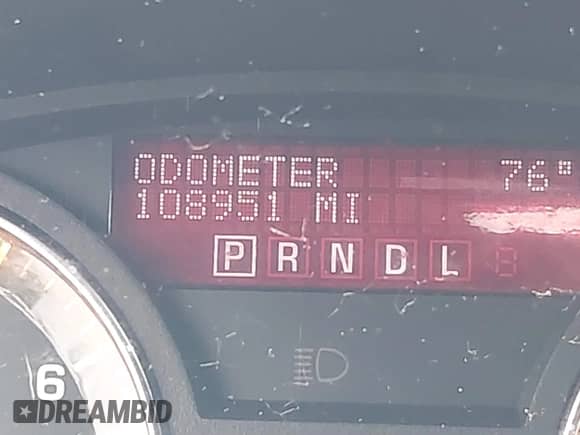 ODOMETER 76°
108951 MI
P R N D L
6
DREAMBID